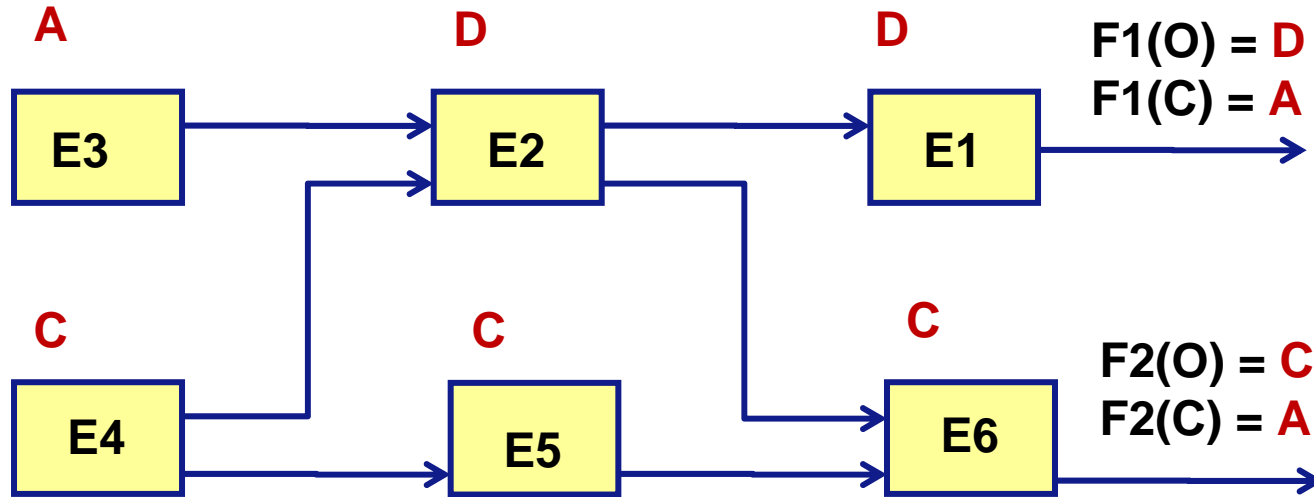 A
D
D
F1(O) = D
F1(C) = A
E3
E2
E1
C
C
C
F2(O) = C
F2(C) = A
E4
E5
E6